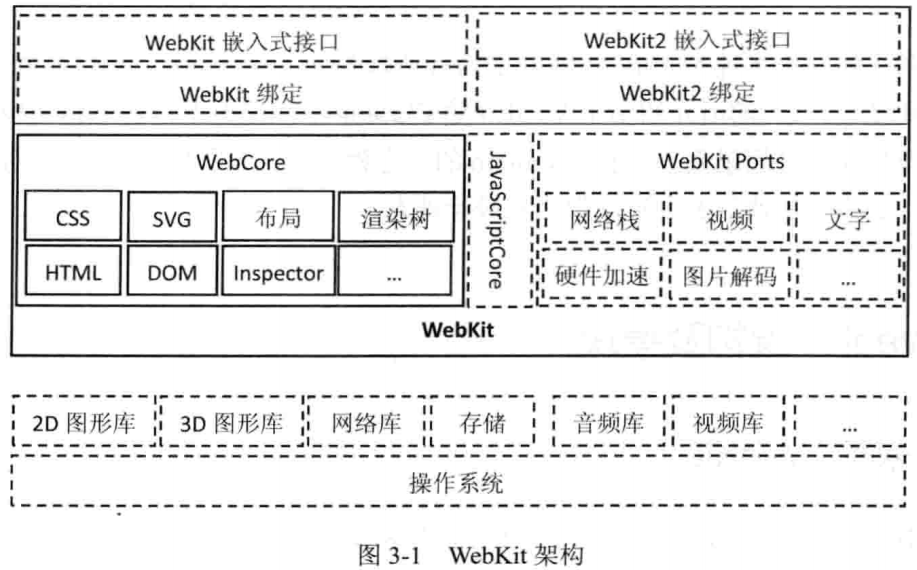 WebKit 嵌入式接口 WebKit2 嵌入式接口
WebKit 绑定 WebKit2 绑定
WebCore
CSS SVG 布局 渲染树
HTML DOM Inspector ...
JavaScriptCore
WebKit Ports
网络栈 视频 文字
硬件加速 图片解码 ...
WebKit
2D 图形库 3D 图形库 网络库 存储 音频库 视频库 ...
操作系统
图 3-1 WebKit 架构